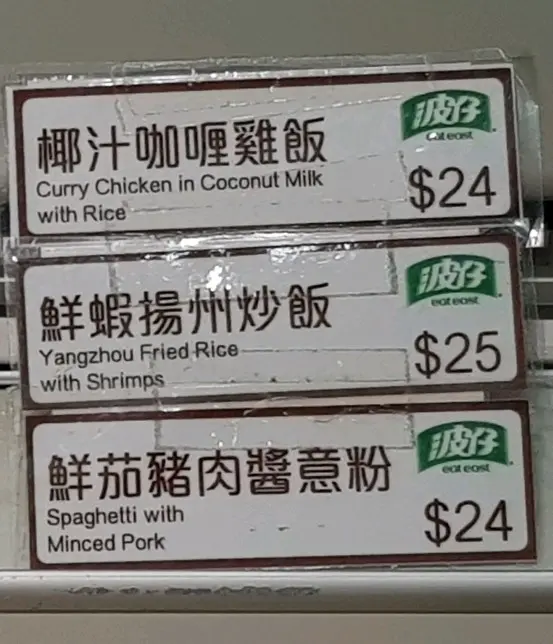 椰汁咖喱雞飯
Curry Chicken in Coconut Milk
with Rice
波仔
eat east
$24
鮮蝦揚州炒飯
Yangzhou Fried Rice
with Shrimps
波仔
eat east
$25
鮮茄豬肉醬意粉
Spaghetti with
Minced Pork
波仔
eat east
$24